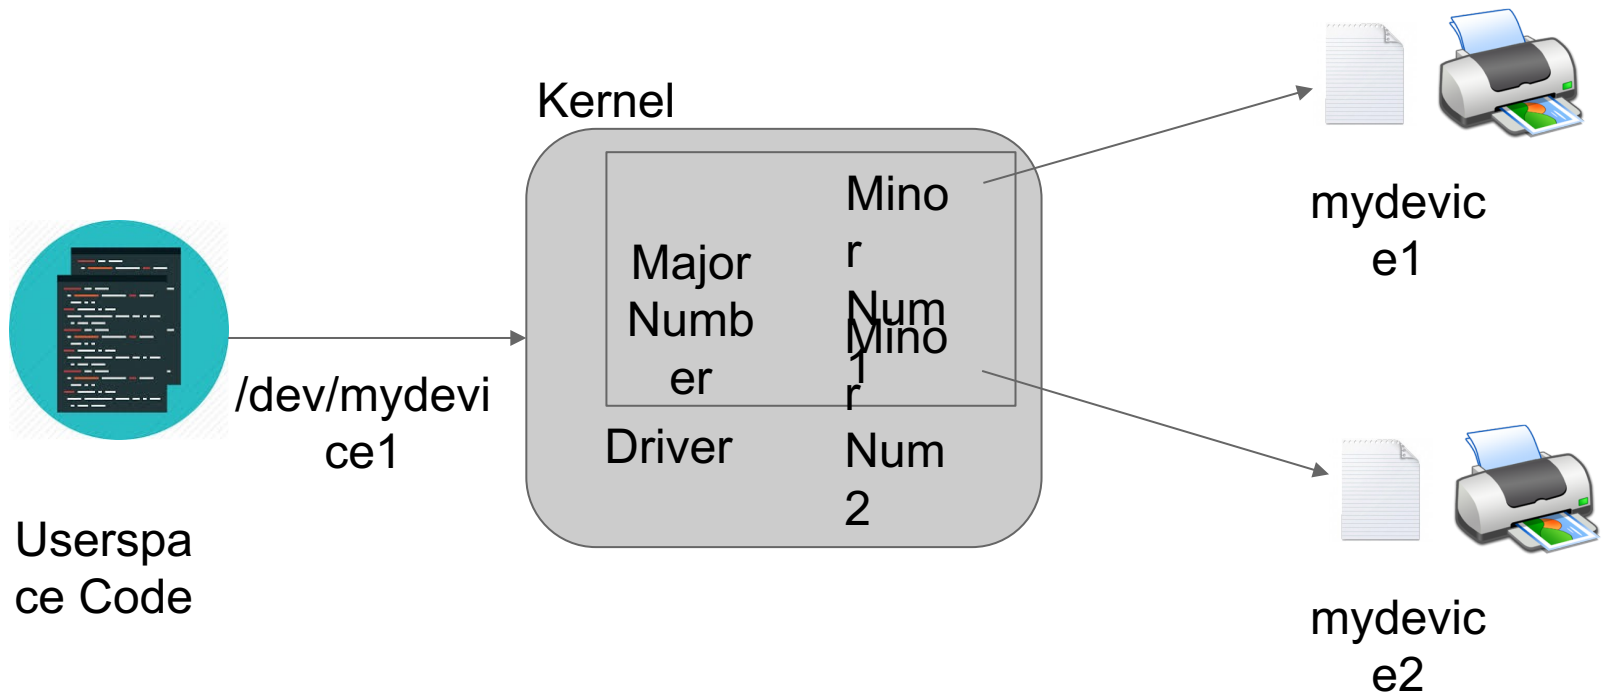 Kernel
Mino
r
Num
1
Major
Numb
er
Mino
r
Num
2
Driver
/dev/mydevi
ce1
Userspa
ce Code
mydevic
e1
mydevic
e2